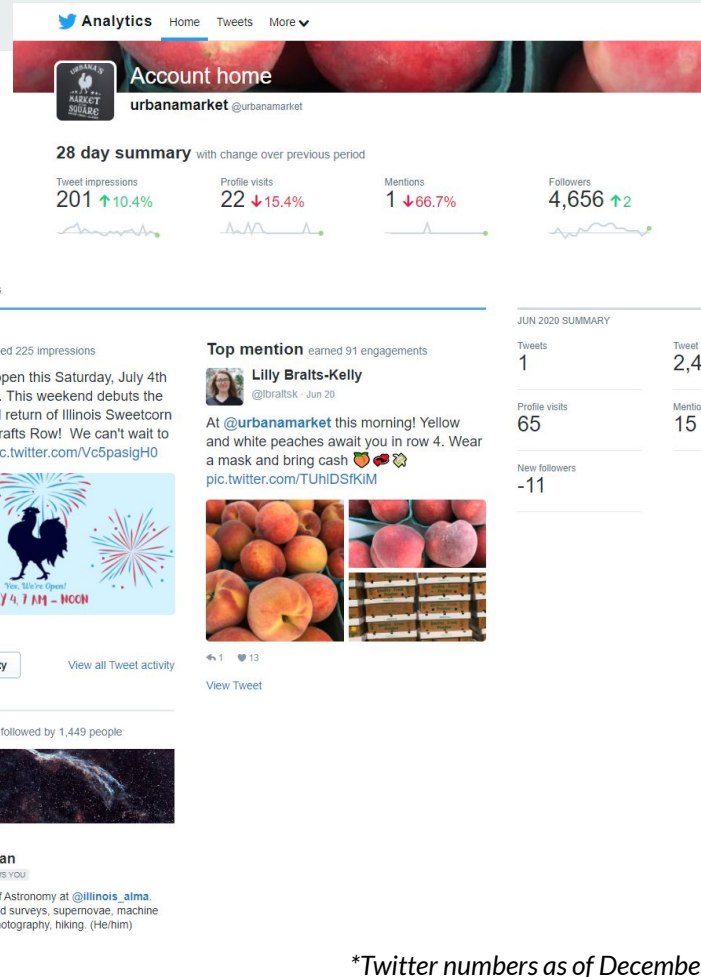 Analytics Home Tweets More
URBANA'S
MARKET
SQUARE
Account home
urbanamarket @urbanamarket
28 day summary with change over previous period
Tweet impressions
201 ↑10.4%
Profile visits
22 ↓15.4%
Mentions
1 ↓66.7%
Followers
4,656 ↑2
JUN 2020 SUMMARY
Tweets
1
Tweet
2,4
Profile visits
65
Mentio
15
New followers
-11
ed 225 impressions
pen this Saturday, July 4th
. This weekend debuts the
return of Illinois Sweetcorn
rafts Row! We can't wait to
c.twitter.com/Vc5pasigH0
Yes, We're Open!
Y 4, 7 AM – NOON
View all Tweet activity
Top mention earned 91 engagements
Lilly Bralts-Kelly
@lbraltsk · Jun 20
At @urbanamarket this morning! Yellow
and white peaches await you in row 4. Wear
a mask and bring cash
pic.twitter.com/TUhlDSfKiM
1 13
View Tweet
followed by 1,449 people
an
WS YOU
f Astronomy at @illinois_alma.
d surveys, supernovae, machine
otography, hiking. (He/him)
*Twitter numbers as of Decembe